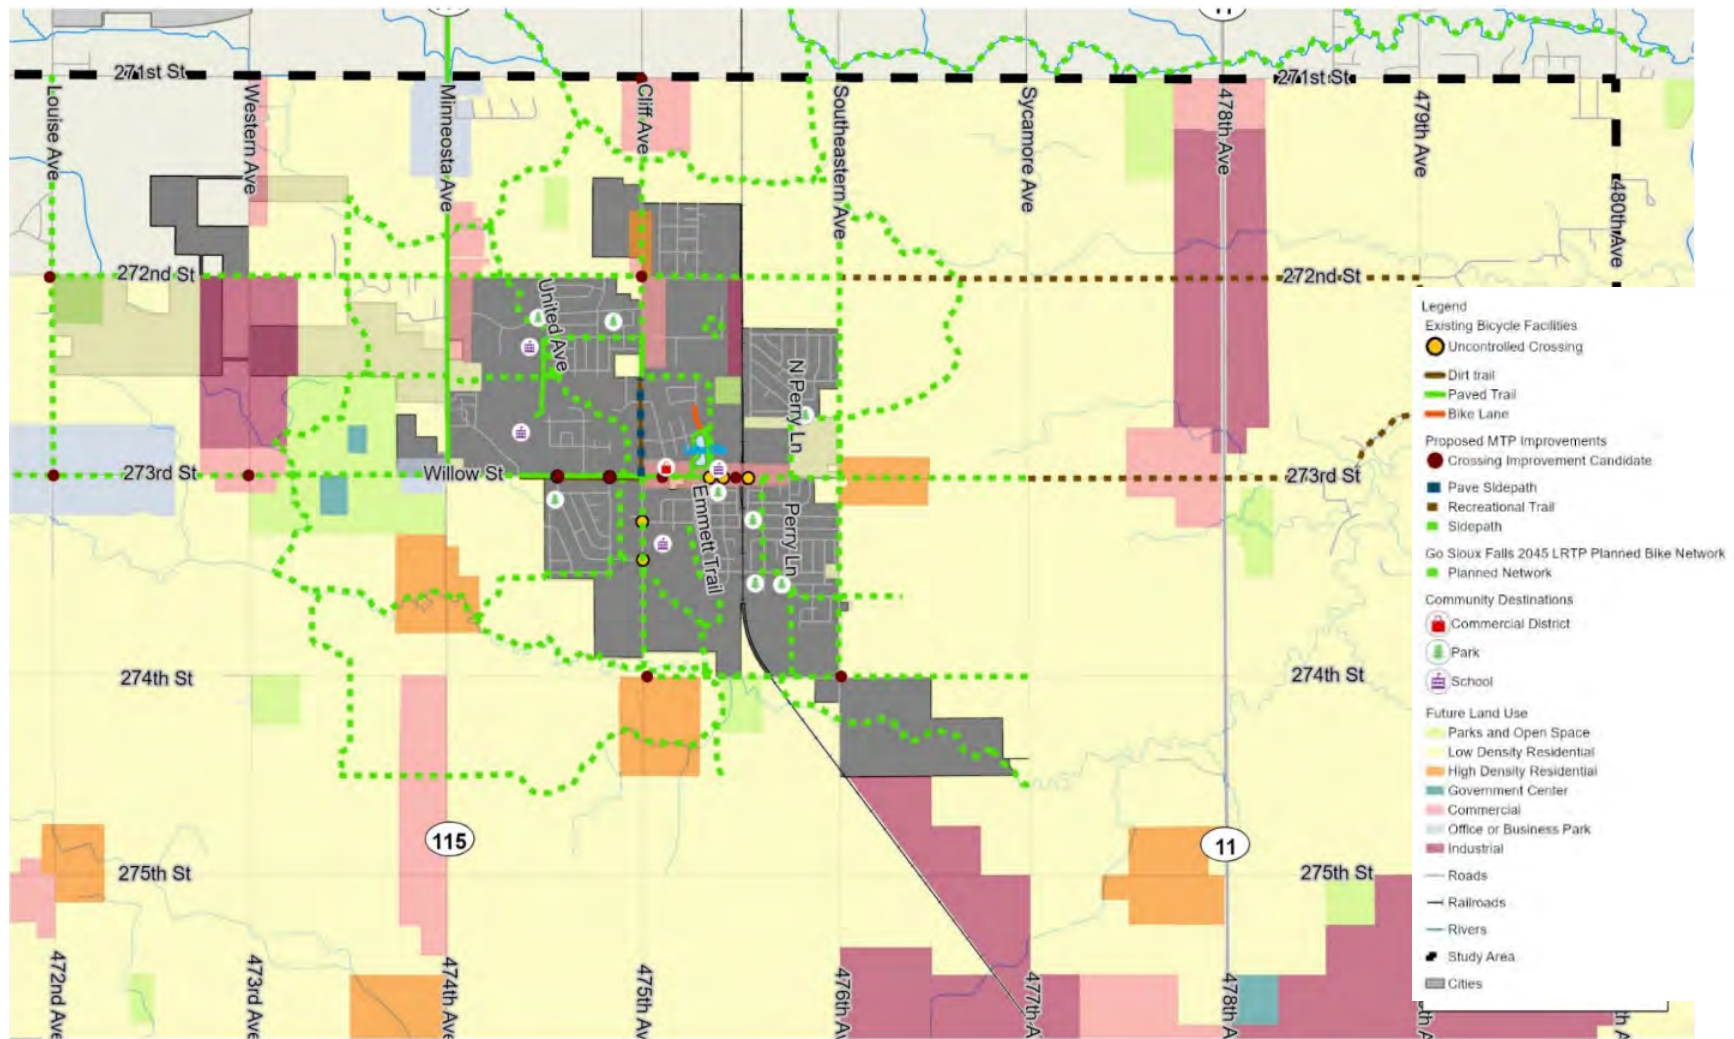 271st St
271st St
Louise Ave
Western Ave
Minneosta Ave
Cliff Ave
Southeastern Ave
Sycamore Ave
478th Ave
479th Ave
480th Ave
272nd St
272nd St
United Ave
N Perry Ln
273rd St
Willow St
273rd St
Emmett Trail
Perry Ln
274th St
274th St
115
11
275th St
275th St
472nd Ave
473rd Ave
474th Ave
475th Av
476th A
477th A
478th A
Legend
Existing Bicycle Facilities
Uncontrolled Crossing
Dirt trail
Paved Trail
Bike Lane
Proposed MTP Improvements
Crossing Improvement Candidate
Pave Sidepath
Recreational Trail
Sidepath
Go Sioux Falls 2045 LRTP Planned Bike Network
Planned Network
Community Destinations
Commercial District
Park
School
Future Land Use
Parks and Open Space
Low Density Residential
High Density Residential
Government Center
Commercial
Office or Business Park
Industrial
Roads
Railroads
Rivers
Study Area
Cities